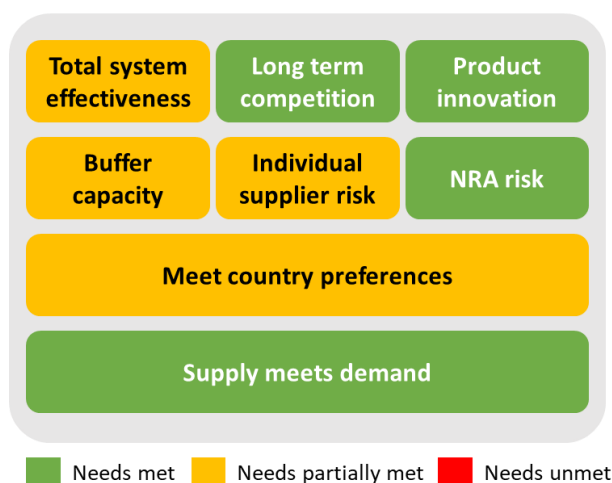 Total system
effectiveness
Long term
competition
Product
innovation
Buffer
capacity
Individual
supplier risk
NRA risk
Meet country preferences
Supply meets demand
Needs met
Needs partially met
Needs unmet